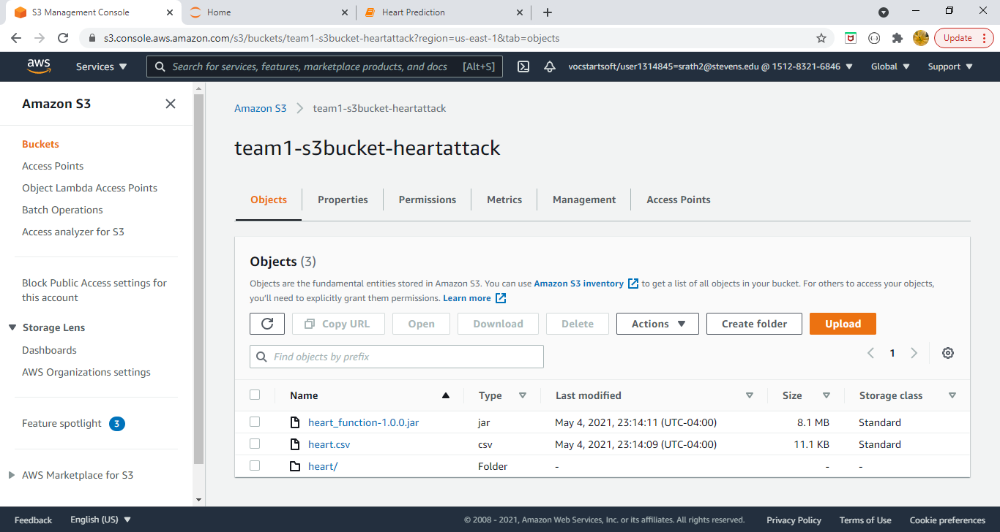 S3 Management Console
Home
Heart Prediction
s3.console.aws.amazon.com/s3/buckets/team1-s3bucket-heartattack?region=us-east-1&tab=objects
Update
aws
Services
Search for services, features, marketplace products, and docs [Alt+S]
vocstartsoft/user1314845=srath2@stevens.edu @ 1512-8321-6846
Global
Support
Amazon S3
Buckets
Access Points
Object Lambda Access Points
Batch Operations
Access analyzer for S3
Block Public Access settings for
this account
Storage Lens
Dashboards
AWS Organizations settings
Feature spotlight 3
AWS Marketplace for S3
Amazon S3 > team1-s3bucket-heartattack
team1-s3bucket-heartattack
Objects Properties Permissions Metrics Management Access Points
Objects (3)
Objects are the fundamental entities stored in Amazon S3. You can use Amazon S3 inventory to get a list of all objects in your bucket. For others to access your objects,
you'll need to explicitly grant them permissions. Learn more
Copy URL Open Download Delete Actions Create folder Upload
Find objects by prefix
1
Name Type Last modified Size Storage class
heart_function-1.0.0.jar jar May 4, 2021, 23:14:11 (UTC-04:00) 8.1 MB Standard
heart.csv csv May 4, 2021, 23:14:09 (UTC-04:00) 11.1 KB Standard
heart/ Folder - - -
Feedback English (US) © 2008 - 2021, Amazon Web Services, Inc. or its affiliates. All rights reserved. Privacy Policy Terms of Use Cookie preferences